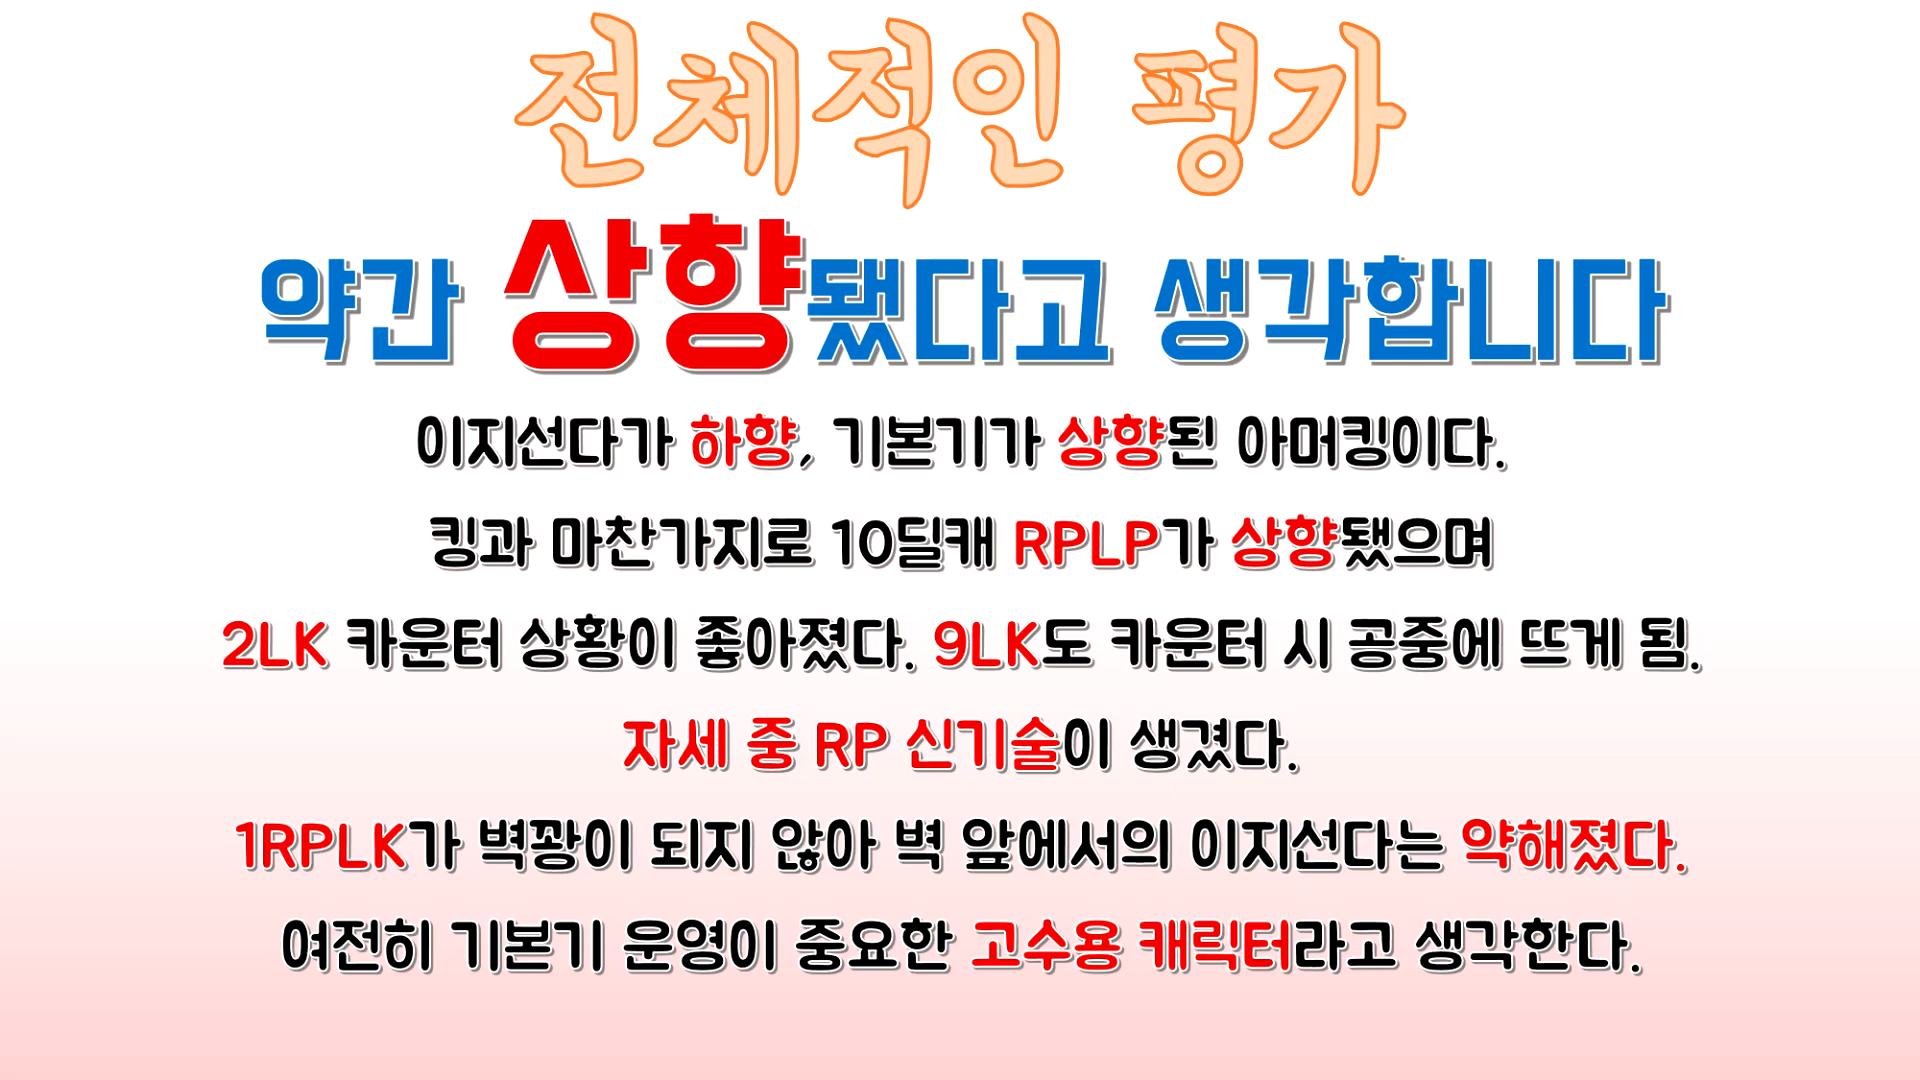 전체적인 평가
약간 상향됐다고 생각합니다
이지선다가 하향, 기본기가 상향된 아머킹이다.
킹과 마찬가지로 10딜캐 RPLP가 상향됐으며
2LK 카운터 상황이 좋아졌다. 9LK도 카운터 시 공중에 뜨게 됨.
자세 중 RP 신기술이 생겼다.
1RPLK가 벽꽝이 되지 않아 벽 앞에서의 이지선다는 약해졌다.
여전히 기본기 운영이 중요한 고수용 캐릭터라고 생각한다.